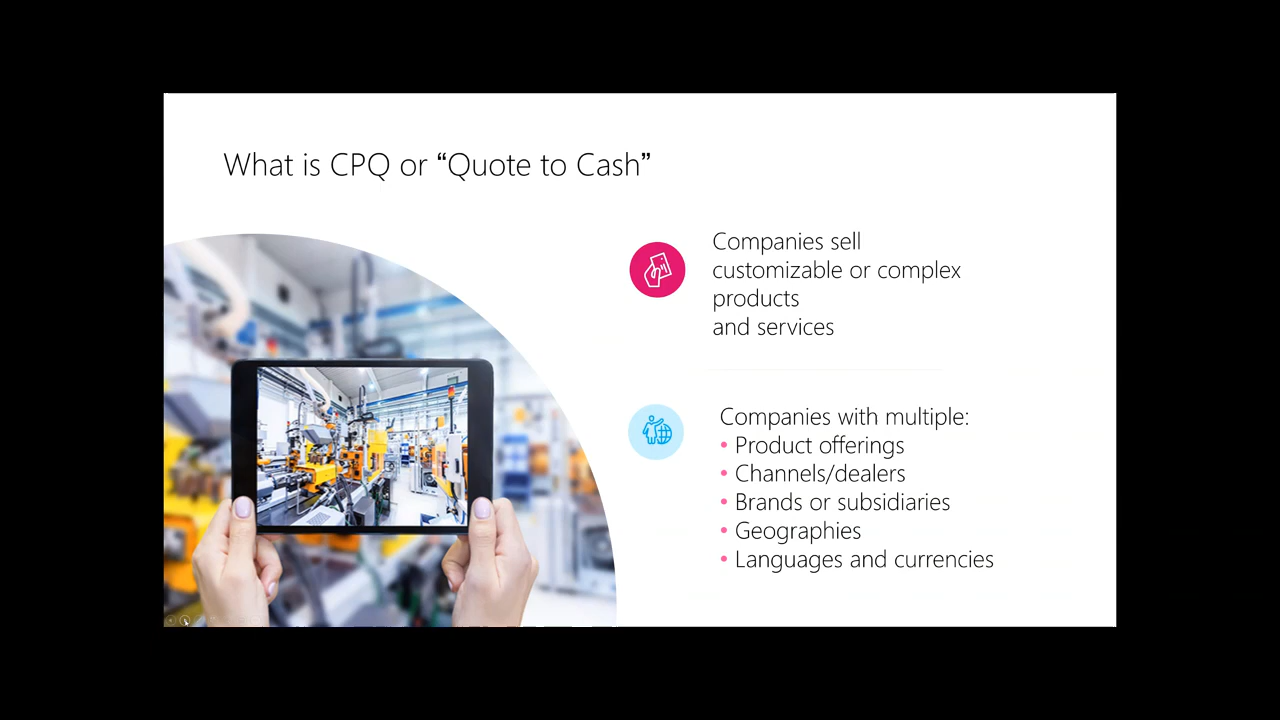 What is CPQ or “Quote to Cash”
Companies sell
customizable or complex
products
and services
Companies with multiple:
• Product offerings
• Channels/dealers
• Brands or subsidiaries
• Geographies
• Languages and currencies